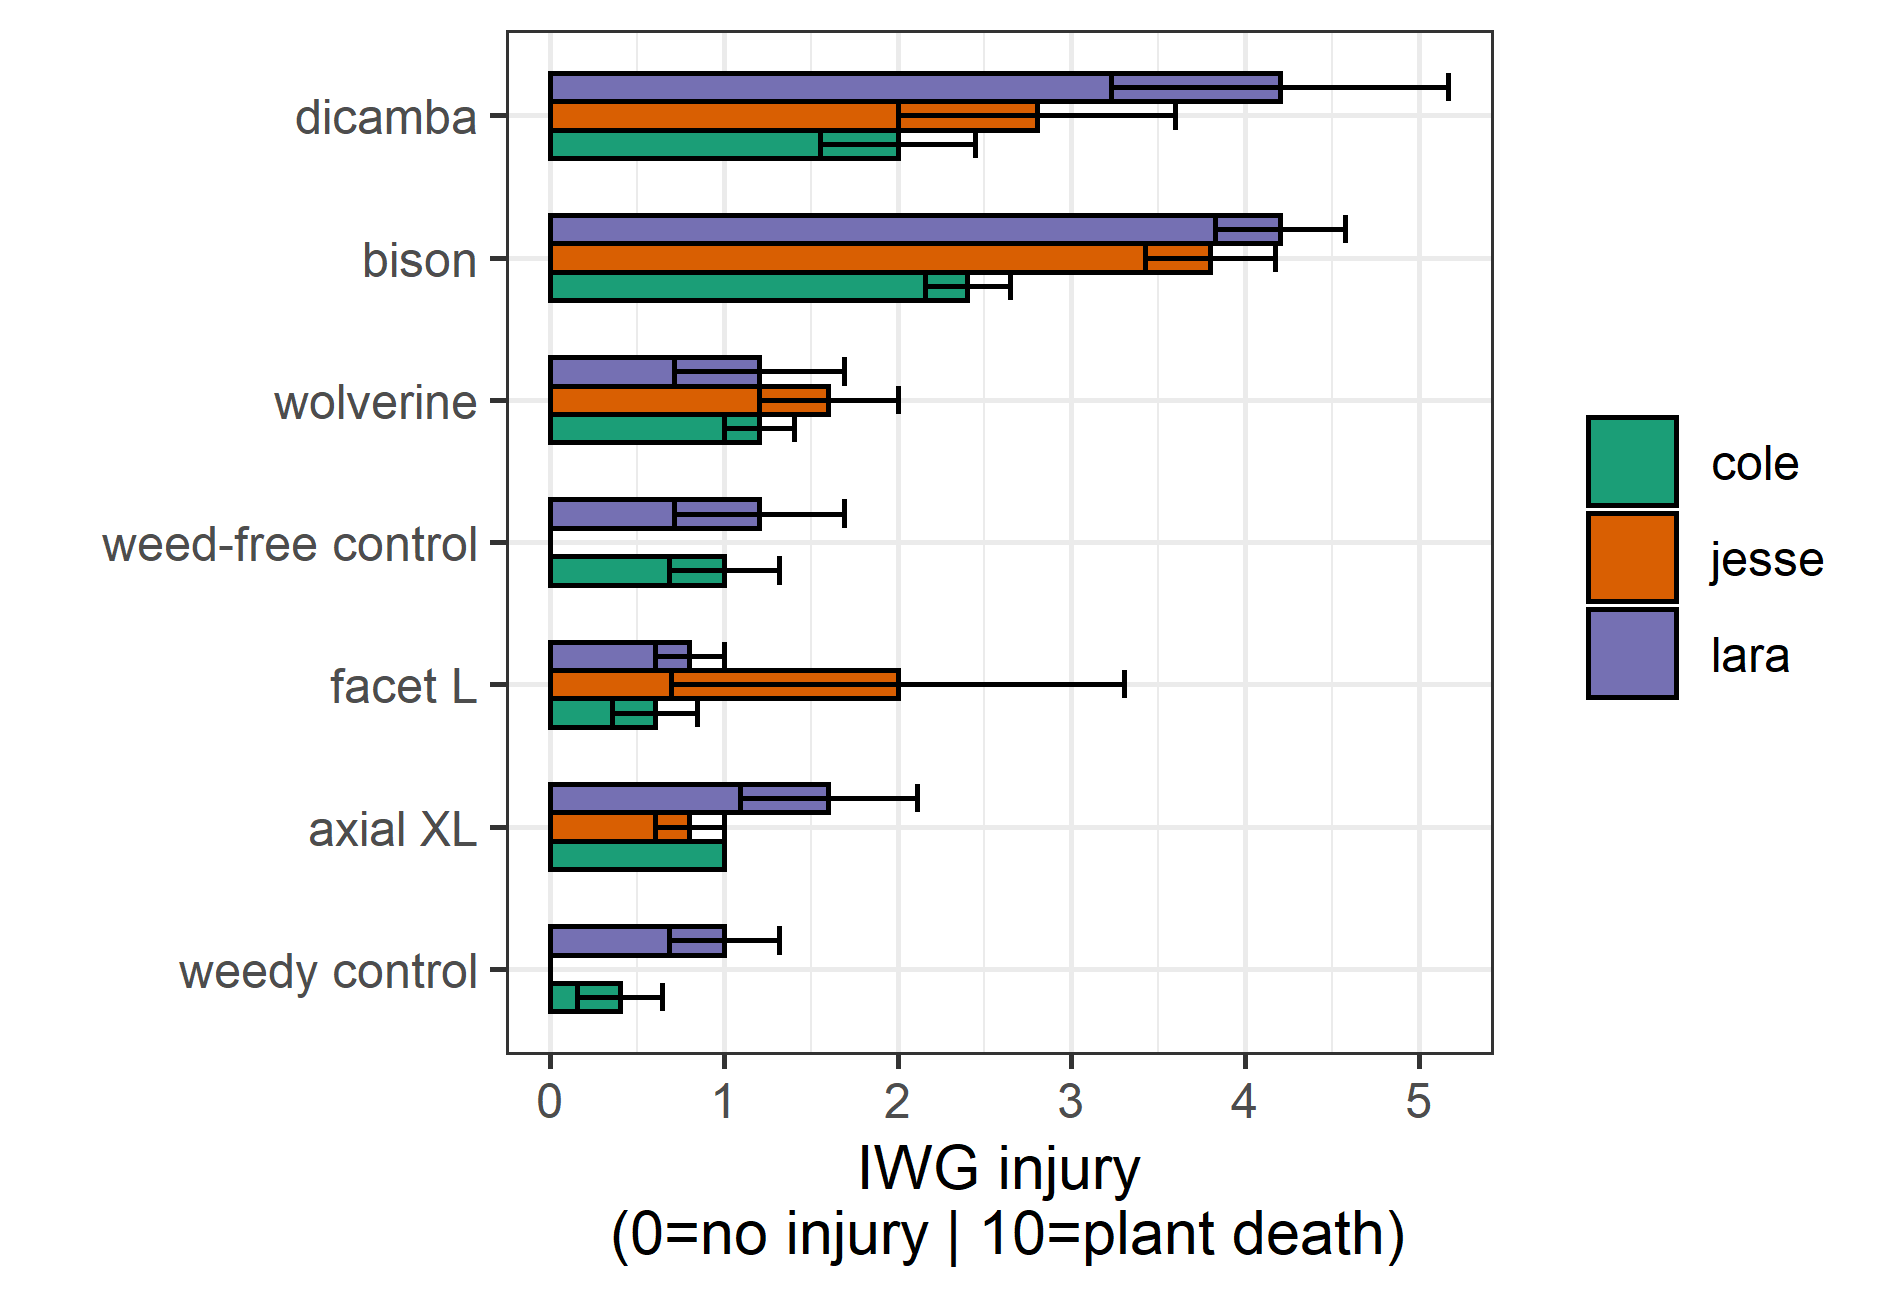 dicamba
bison
wolverine
weed-free control
facet L
axial XL
weedy control
0 1 2 3 4 5
IWG injury
(0=no injury | 10=plant death)
cole
jesse
lara